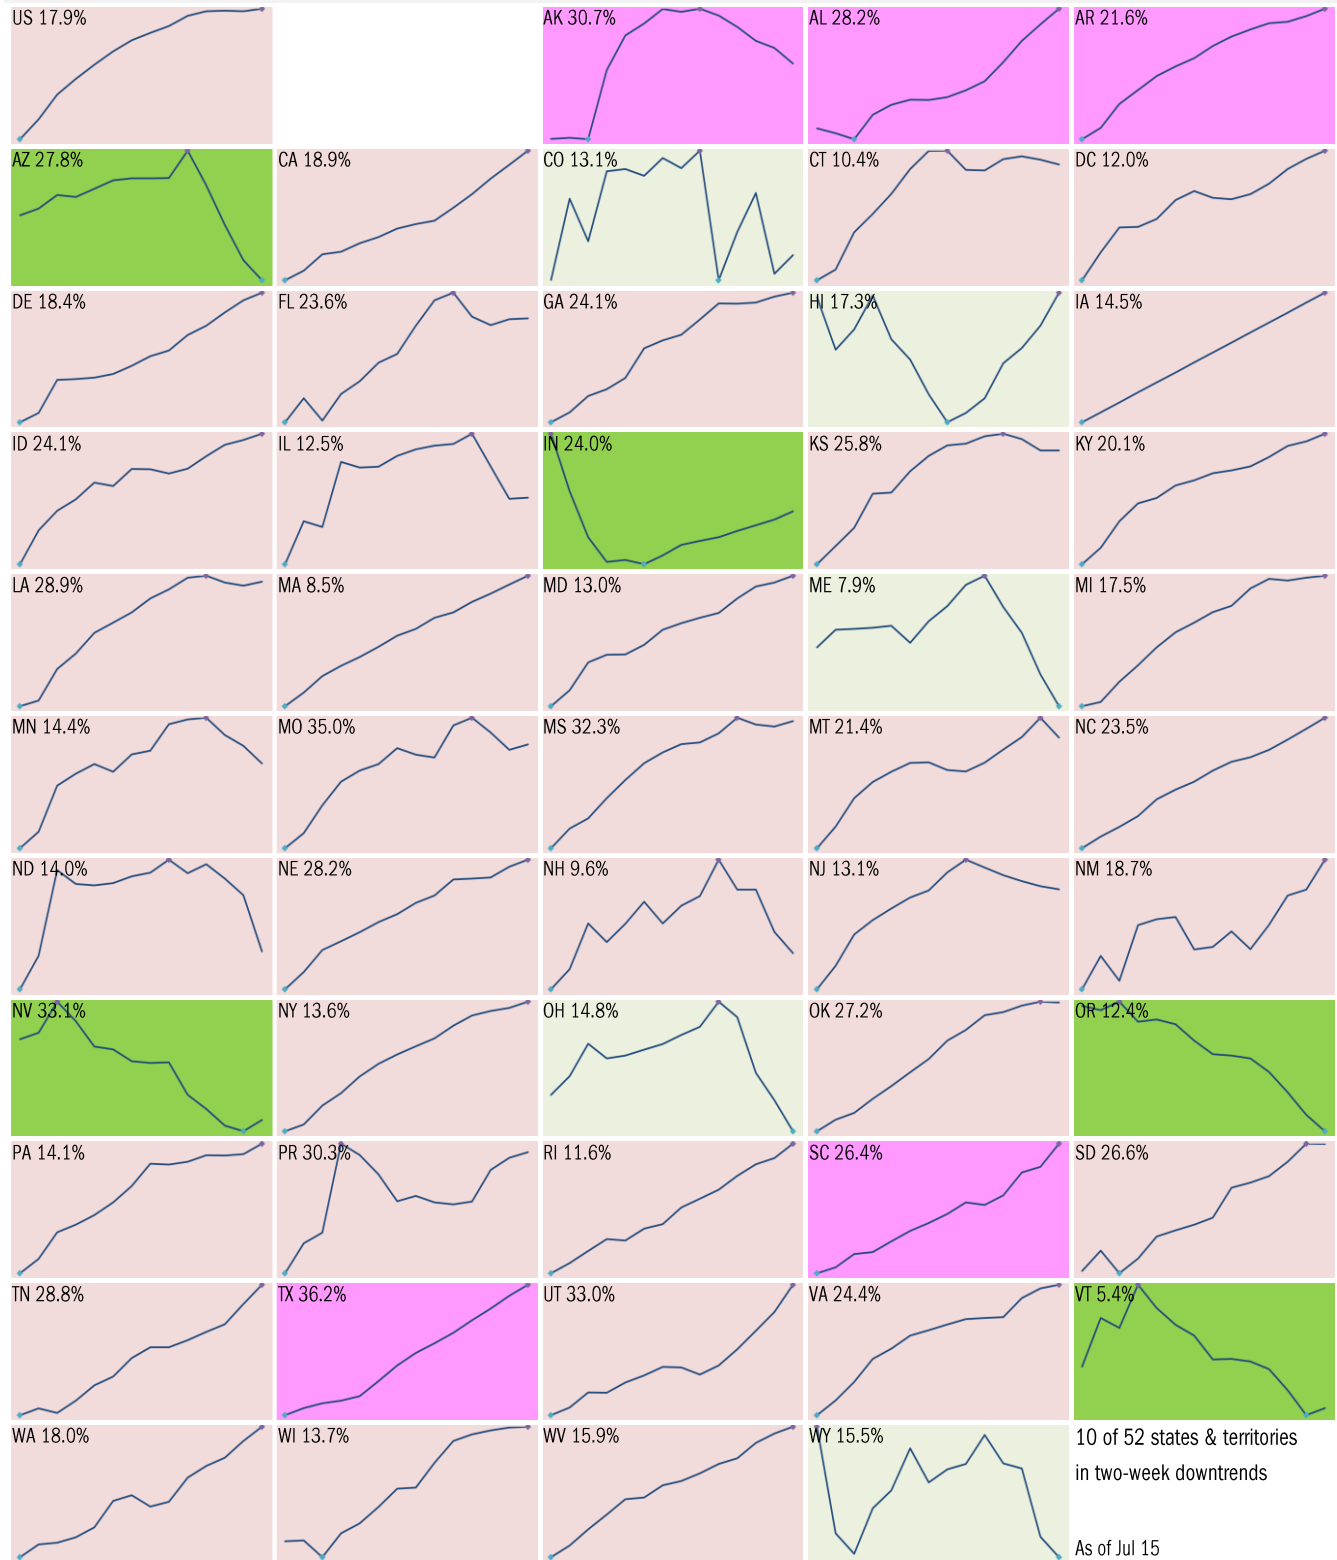 US 17.9%
AK 30.7%
AL 28.2%
AR 21.6%
AZ 27.8%
CA 18.9%
CO 13.1%
CT 10.4%
DC 12.0%
DE 18.4%
FL 23.6%
GA 24.1%
HI 17.3%
IA 14.5%
ID 24.1%
IL 12.5%
IN 24.0%
KS 25.8%
KY 20.1%
LA 28.9%
MA 8.5%
MD 13.0%
ME 7.9%
MI 17.5%
MN 14.4%
MO 35.0%
MS 32.3%
MT 21.4%
NC 23.5%
ND 14.0%
NE 28.2%
NH 9.6%
NJ 13.1%
NM 18.7%
NV 33.1%
NY 13.6%
OH 14.8%
OK 27.2%
OR 12.4%
PA 14.1%
PR 30.3%
RI 11.6%
SC 26.4%
SD 26.6%
TN 28.8%
TX 36.2%
UT 33.0%
VA 24.4%
VT 5.4%
WA 18.0%
WI 13.7%
WV 15.9%
WY 15.5%
10 of 52 states & territories
in two-week downtrends
As of Jul 15